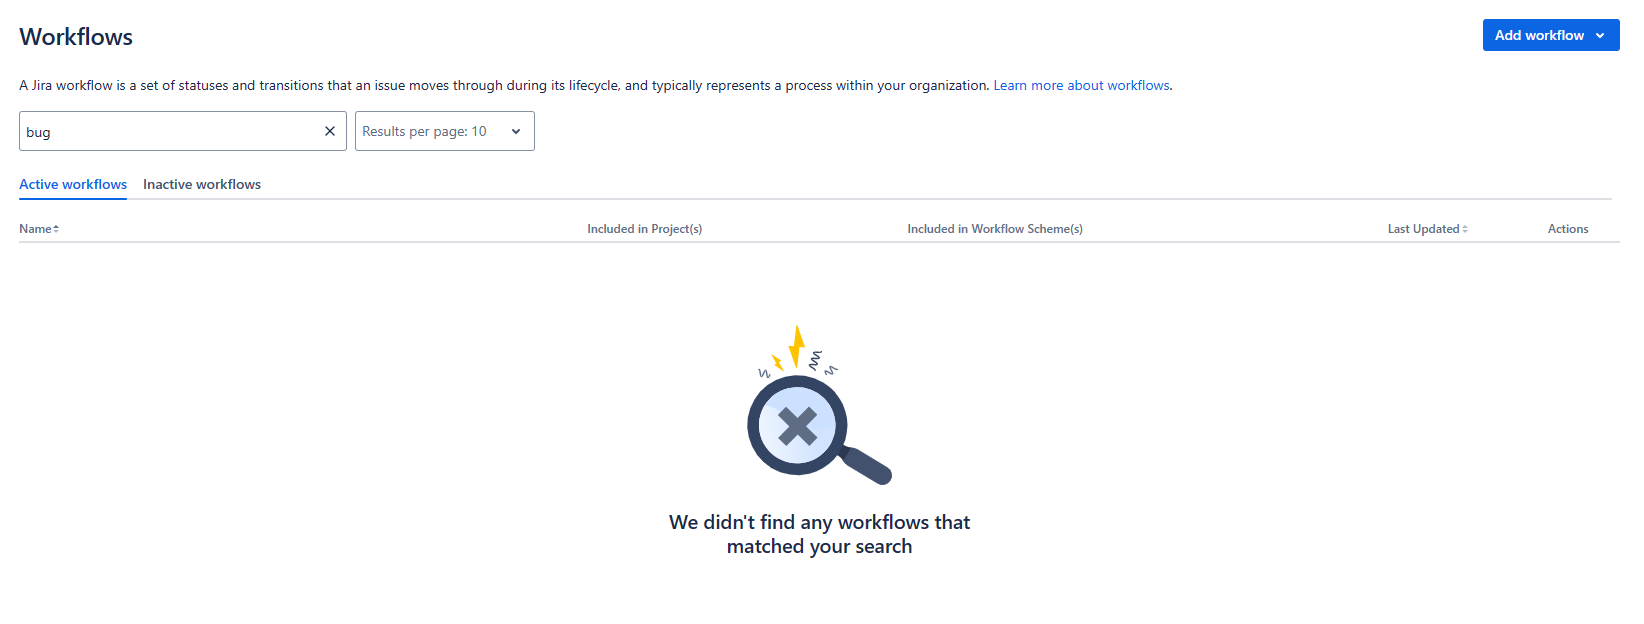 Workflows
Add workflow
A Jira workflow is a set of statuses and transitions that an issue moves through during its lifecycle, and typically represents a process within your organization. Learn more about workflows.
bug
Results per page: 10
Active workflows Inactive workflows
Name Included in Project(s) Included in Workflow Scheme(s) Last Updated Actions
We didn't find any workflows that
matched your search